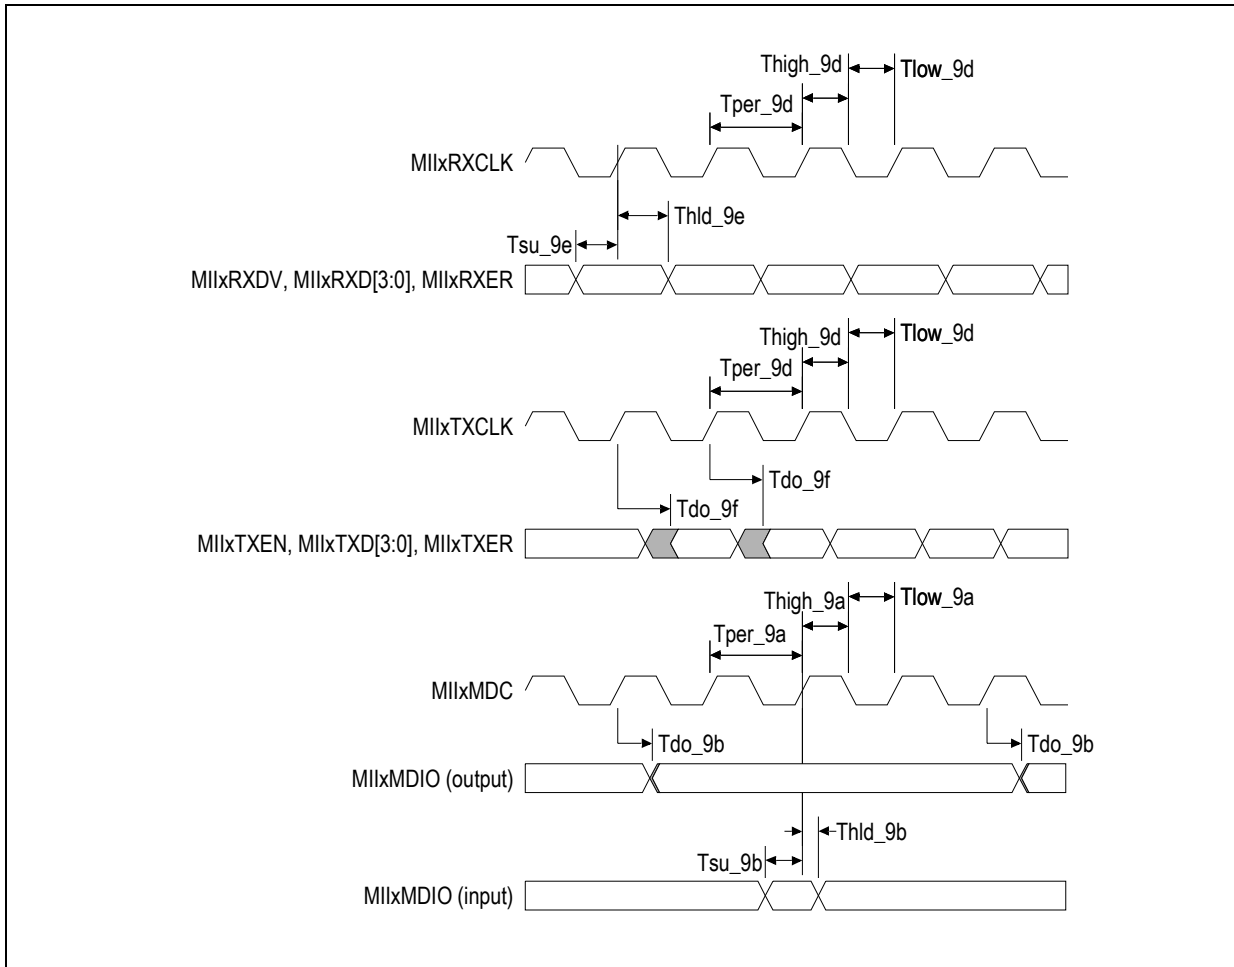 Thigh_9d
Tlow_9d
Tper_9d
MIIxRXCLK
Thld_9e
Tsu_9e
MIIxRXDV, MIIxRXD[3:0], MIIxRXER
Thigh_9d
Tlow_9d
Tper_9d
MIIxTXCLK
Tdo_9f
Tdo_9f
MIIxTXEN, MIIxTXD[3:0], MIIxTXER
Thigh_9a
Tlow_9a
Tper_9a
MIIxMDC
Tdo_9b
Tdo_9b
MIIxMDIO (output)
Thld_9b
Tsu_9b
MIIxMDIO (input)